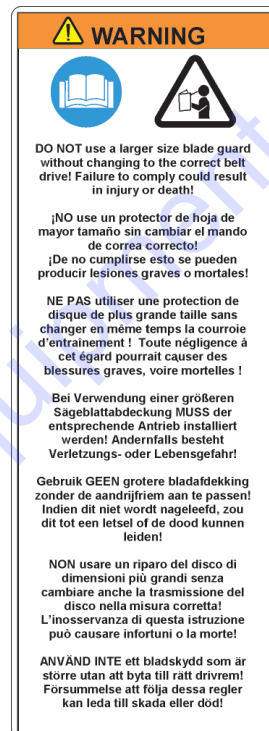 WARNING
DO NOT use a larger size blade guard
without changing to the correct belt
drive! Failure to comply could result
in injury or death!
¡NO use un protector de hoja de
mayor tamaño sin cambiar el mando
de correa correcto!
¡De no cumplirse esto se pueden
producir lesiones graves o mortales!
NE PAS utiliser une protection de
disque de plus grande taille sans
changer en même temps la courroie
d'entrainement ! Toute négligence à
cet égard pourrait causer des
blessures graves, voire mortelles !
Bei Verwendung einer größeren
Sägeblattabdeckung MUSS der
entsprechende Antrieb installiert
werden! Andernfalls besteht
Verletzungs- oder Lebensgefahr!
Gebruik GEEN grotere bladafdekking
zonder de aandrijfriem aan te passen!
Indien dit niet wordt nageleefd, zou
dit tot een letsel of de dood kunnen
leiden!
NON usare un riparo del disco di
dimensioni più grandi senza
cambiare anche la trasmissione del
disco nella misura corretta!
L'inosservanza di questa istruzione
può causare infortuni o la morte!
ANVÄND INTE ett bladskydd som är
större utan att byta till rätt drivrem!
Försummelse att följa dessa regler
kan leda till skada eller död!